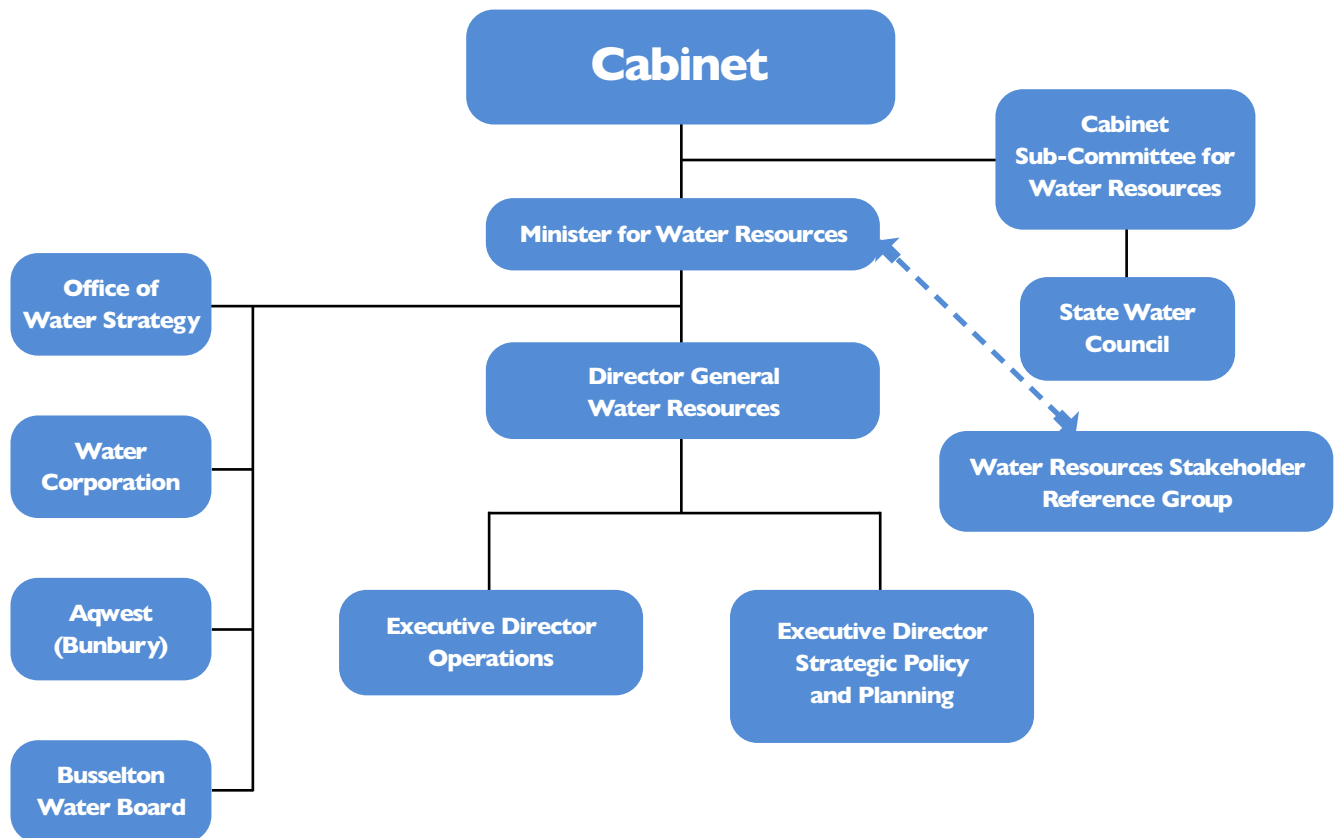 Cabinet
Cabinet
Sub-Committee for
Water Resources
Minister for Water Resources
Office of
Water Strategy
State Water
Council
Director General
Water Resources
Water
Corporation
Water Resources Stakeholder
Reference Group
Aqwest
(Bunbury)
Executive Director
Operations
Executive Director
Strategic Policy
and Planning
Busselton
Water Board